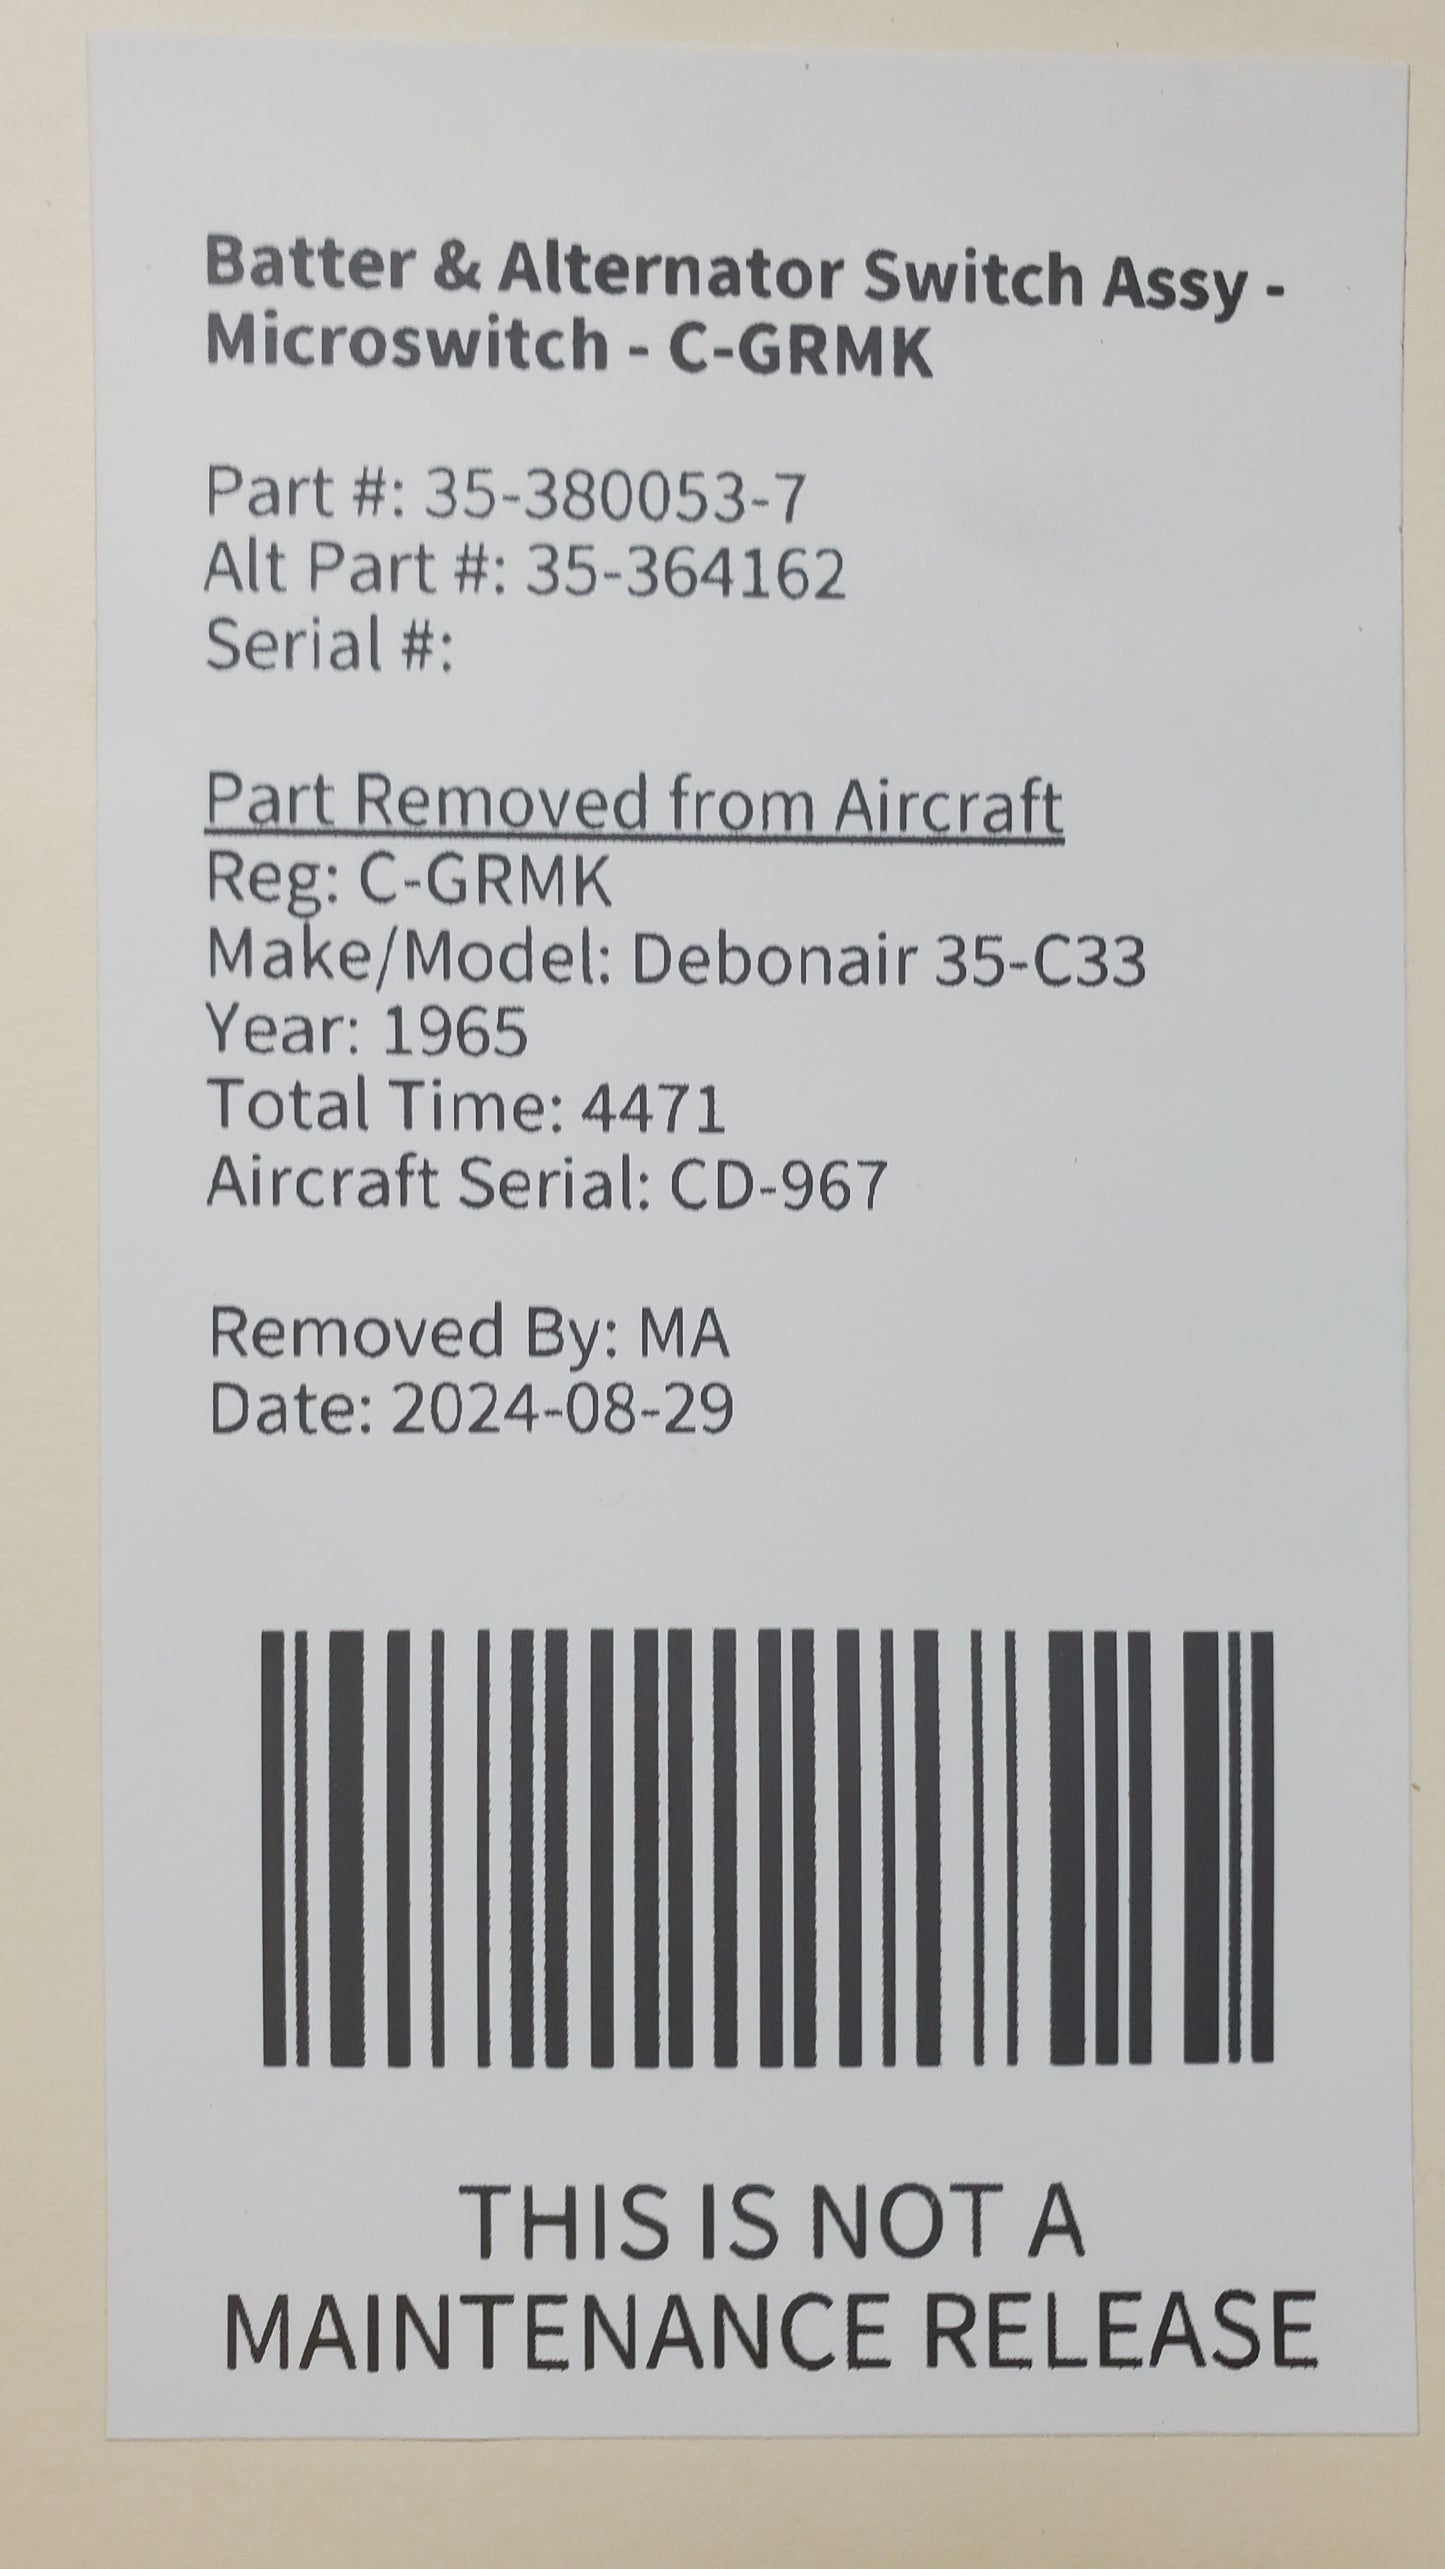 Batter & Alternator Switch Assy -
Microswitch - C-GRMK
Part #: 35-380053-7
Alt Part #: 35-364162
Serial #:
Part Removed from Aircraft
Reg: C-GRMK
Make/Model: Debonair 35-C33
Year: 1965
Total Time: 4471
Aircraft Serial: CD-967
Removed By: MA
Date: 2024-08-29
THIS IS NOT A
MAINTENANCE RELEASE